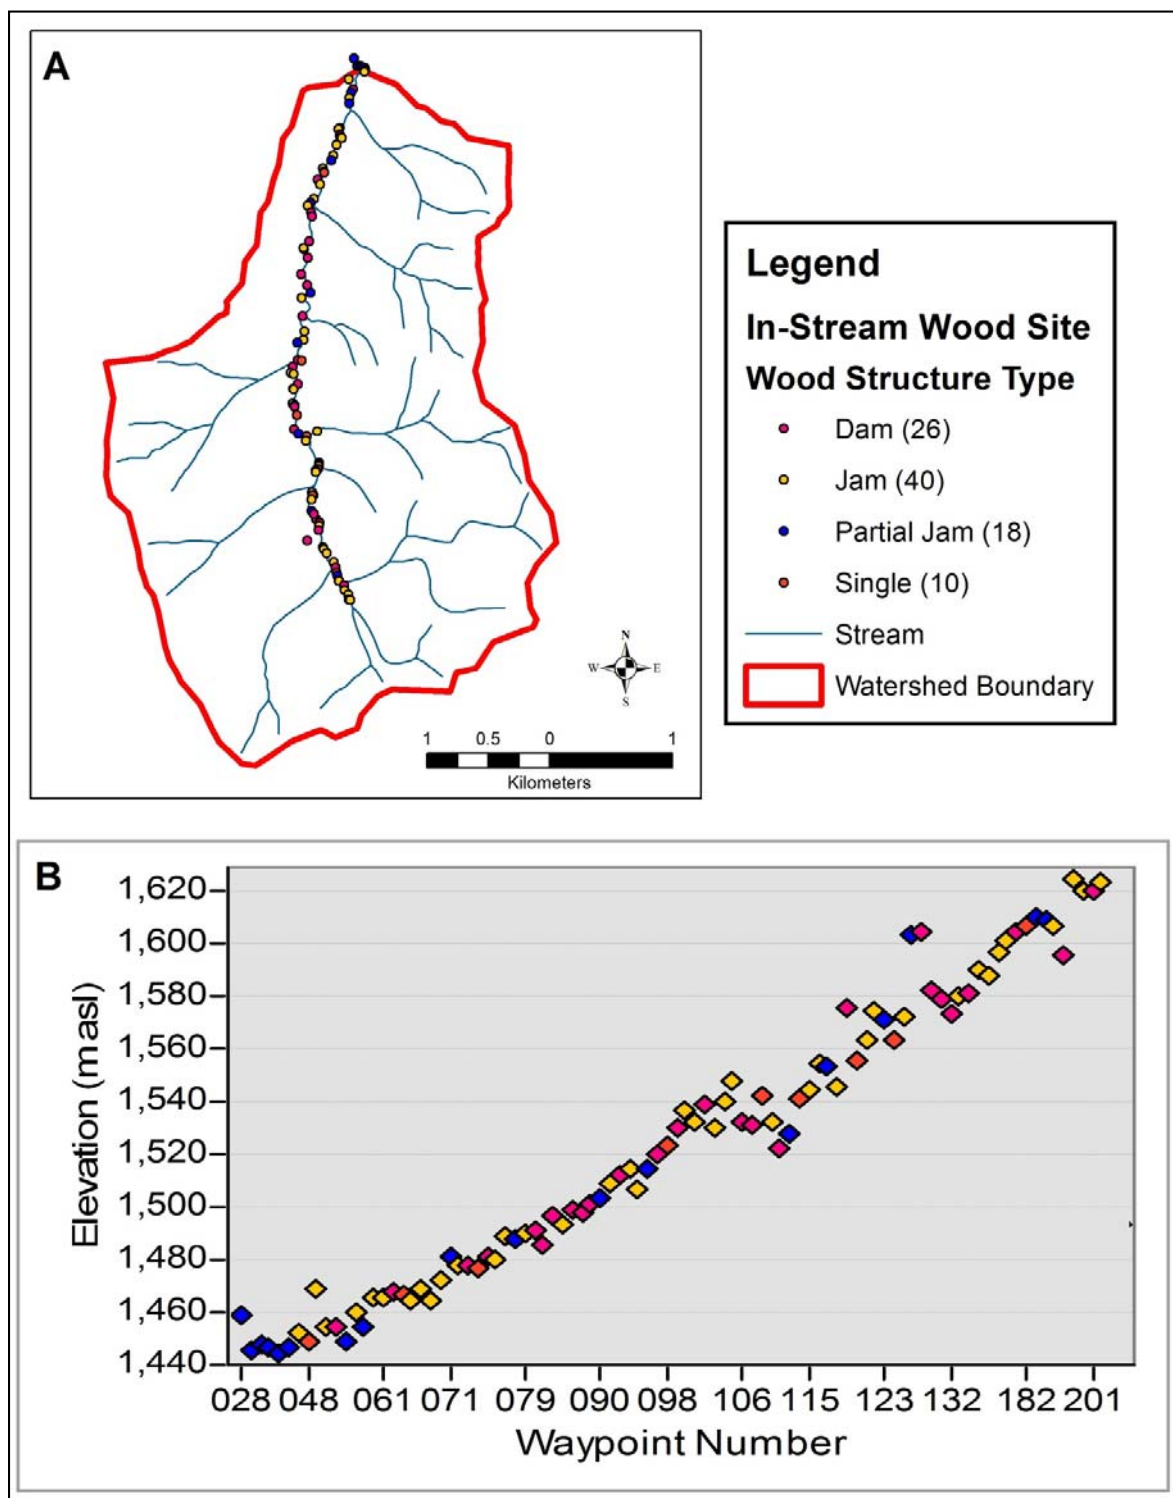 A
N
W E
S
1 0.5 0 1
Kilometers
Legend
In-Stream Wood Site
Wood Structure Type
Dam (26)
Jam (40)
Partial Jam (18)
Single (10)
Stream
Watershed Boundary
B
Elevation (masl)
1,620
1,600
1,580
1,560
1,540
1,520
1,500
1,480
1,460
1,440
028 048 061 071 079 090 098 106 115 123 132 182 201
Waypoint Number